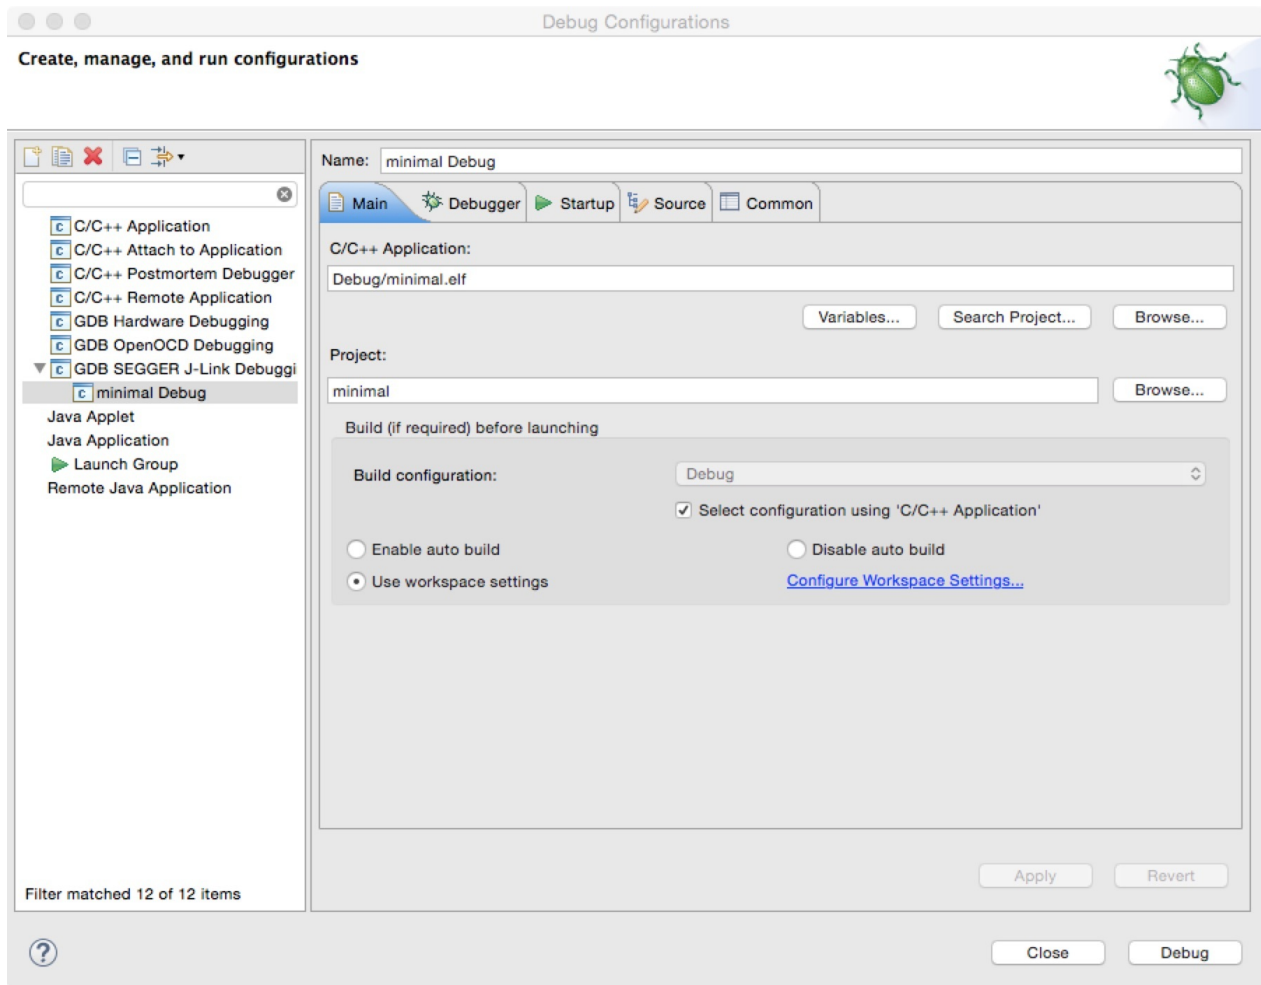 Debug Configurations
Create, manage, and run configurations
Name: minimal Debug
Main Debugger Startup Source Common
C/C++ Application
C/C++ Attach to Application
C/C++ Postmortem Debugger
C/C++ Remote Application
GDB Hardware Debugging
GDB OpenOCD Debugging
GDB SEGGER J-Link Debuggi
minimal Debug
Java Applet
Java Application
Launch Group
Remote Java Application
Filter matched 12 of 12 items
C/C++ Application:
Debug/minimal.elf
Variables... Search Project... Browse...
Project:
minimal Browse...
Build (if required) before launching
Build configuration: Debug
Select configuration using 'C/C++ Application'
Enable auto build Disable auto build
Use workspace settings Configure Workspace Settings...
Apply Revert
? Close Debug